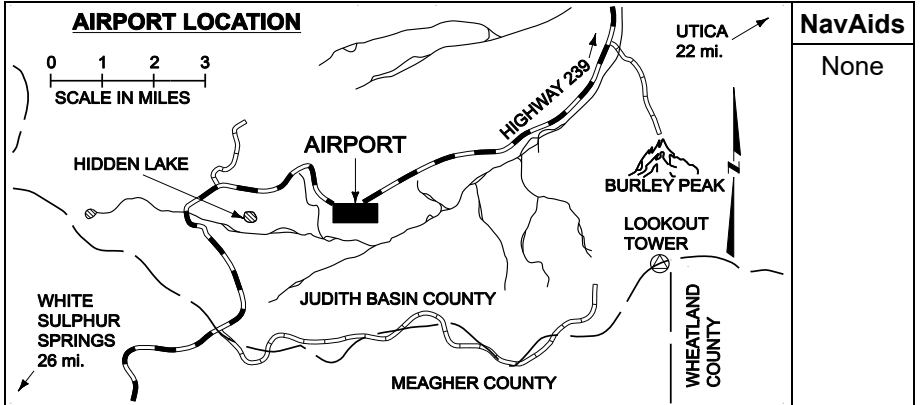 AIRPORT LOCATION
0 1 2 3
SCALE IN MILES
UTICA
22 mi.
NavAids
None
HIGHWAY 239
AIRPORT
HIDDEN LAKE
N
BURLEY PEAK
LOOKOUT
TOWER
JUDITH BASIN COUNTY
WHITE
SULPHUR
SPRINGS
26 mi.
MEAGHER COUNTY
WHEATLAND
COUNTY